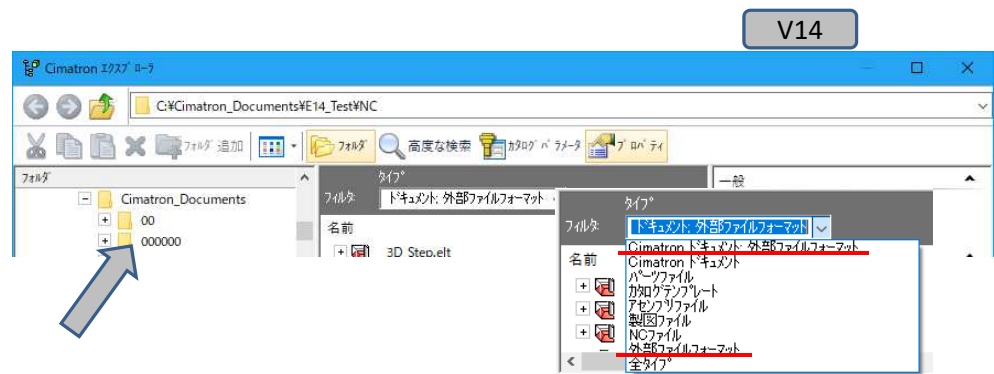 V14
Cimatron ｴｸｽﾌﾟﾛｰﾗ
C:¥Cimatron_Documents¥E14_Test¥NC
ﾌｫﾙﾀﾞ追加
ﾌｫﾙﾀﾞ
高度な検索
ｶﾀﾛｸﾞ ﾊﾟﾗﾒｰﾀ
ﾌﾟﾛﾊﾟﾃｨ
ﾌｫﾙﾀﾞ
Cimatron_Documents
00
000000
ﾀｲﾌﾟ
ﾌｨﾙﾀ:
ﾄﾞｷｭﾒﾝﾄ: 外部ファイルフォーマット
名前
3D Step.elt
一般
ﾀｲﾌﾟ
ﾌｨﾙﾀ:
ﾄﾞｷｭﾒﾝﾄ: 外部ファイルフォーマット
名前
Cimatron ﾄﾞｷｭﾒﾝﾄ: 外部ファイルフォーマット
Cimatron ﾄﾞｷｭﾒﾝﾄ
ﾊﾟｰﾂファイル
ｶﾀﾛｸﾞﾃﾝﾌﾟﾚｰﾄ
ｱｾﾝﾌﾞﾘファイル
製図ファイル
NCファイル
外部ファイルフォーマット
全ﾀｲﾌﾟ